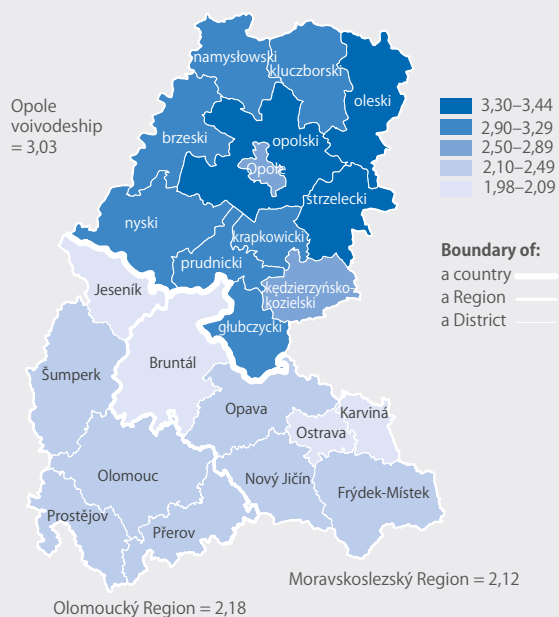 namysłowski
kluczborski
oleski
Opole
voivodeship
= 3,03
brzeski
opolski
Opole
strzelecki
nyski
krapkowicki
prudnicki
kędzierzyńsko-
kozielski
głubczycki
3,30–3,44
2,90–3,29
2,50–2,89
2,10–2,49
1,98–2,09
Boundary of:
a country
a Region
a District
Jeseník
Bruntál
Šumperk
Opava
Karviná
Ostrava
Olomouc
Nový Jičín
Frýdek-Místek
Prostějov
Přerov
Moravskoslezský Region = 2,12
Olomoucký Region = 2,18